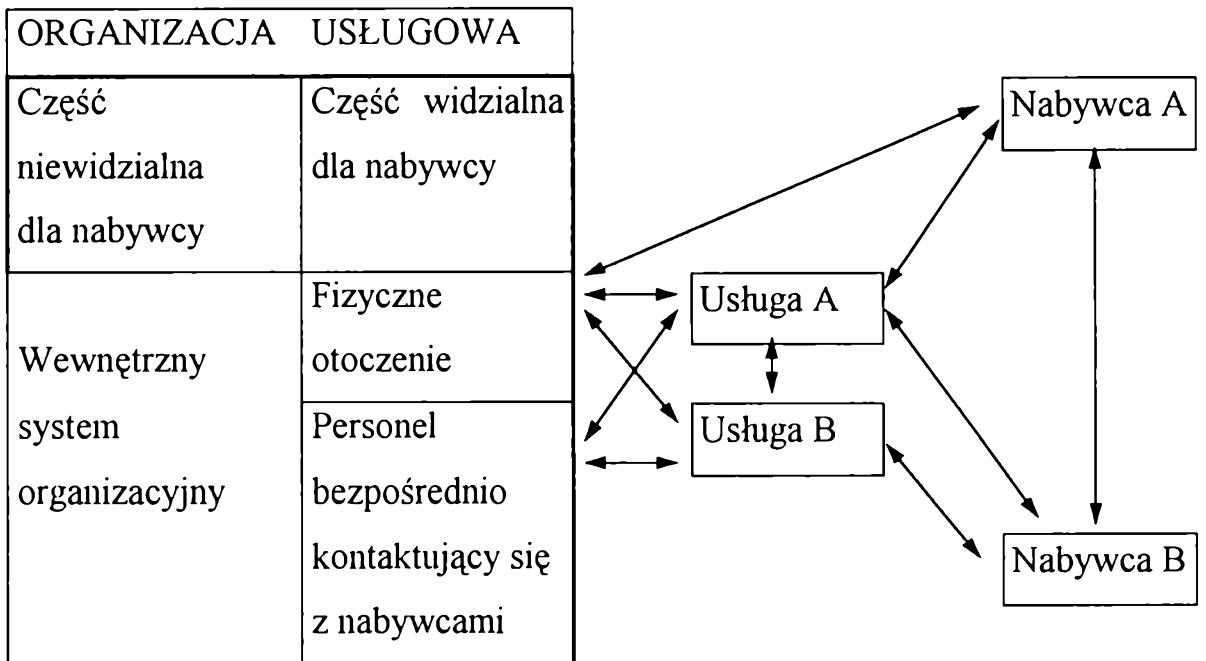 ORGANIZACJA USŁUGOWA
Część
niewidzialna
dla nabywcy
Część widzialna
dla nabywcy
Wewnętrzny
system
organizacyjny
Fizyczne
otoczenie
Personel
bezpośrednio
kontaktujący się
z nabywcami
Usługa A
Usługa B
Nabywca A
Nabywca B